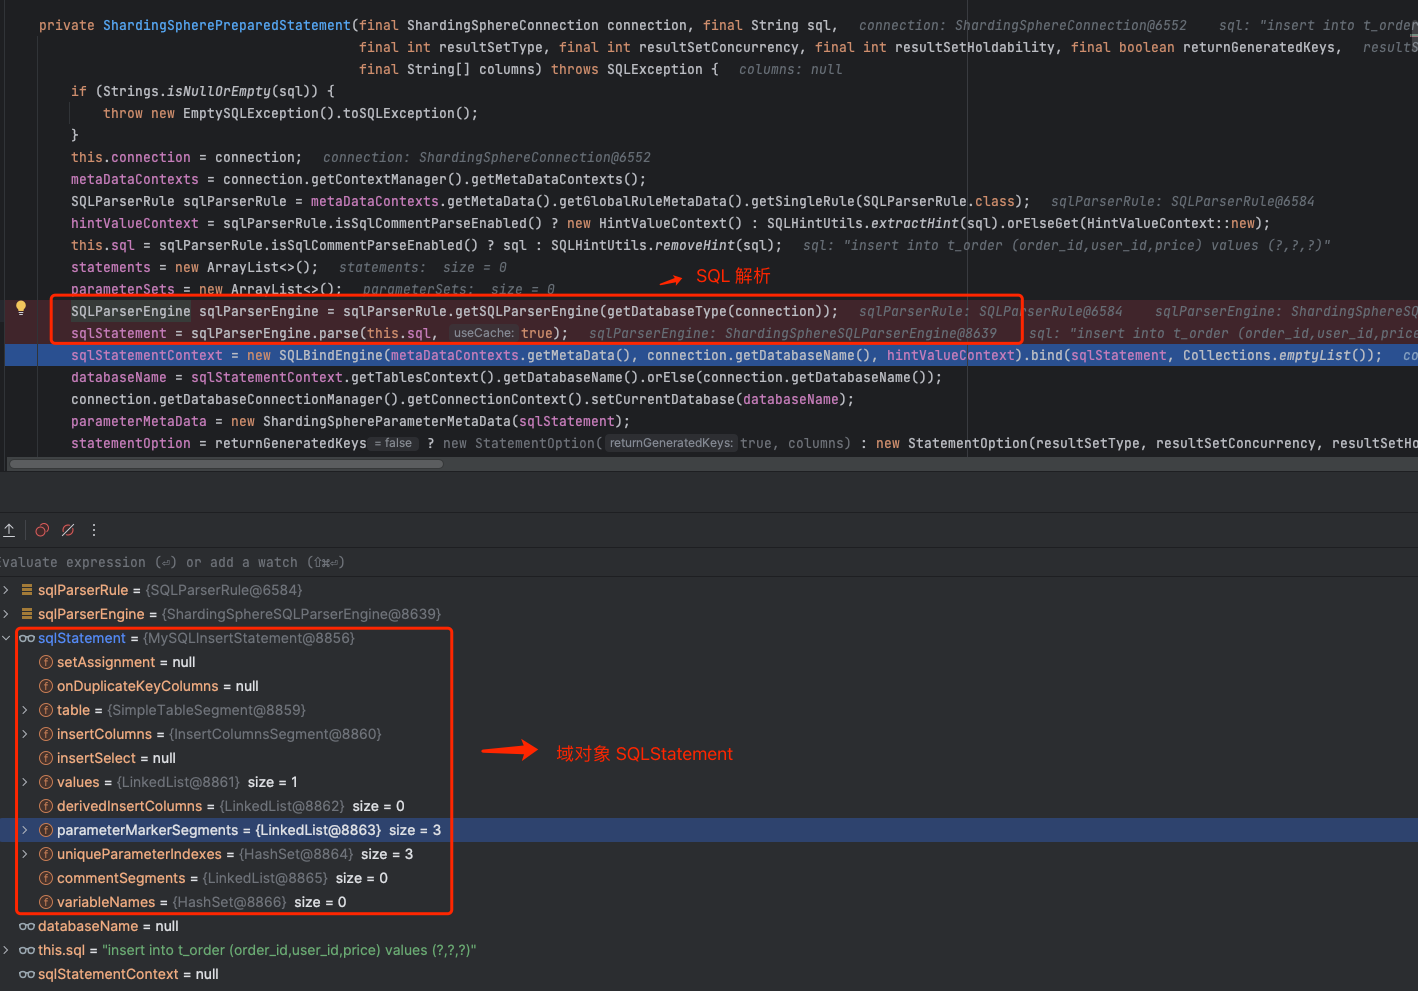 private ShardingSpherePreparedStatement(final ShardingSphereConnection connection, final String sql,   connection: ShardingSphereConnection@6552    sql: "insert into t_order
final int resultSetType, final int resultSetConcurrency, final int resultSetHoldability, final boolean returnGeneratedKeys,   resultS
final String[] columns) throws SQLException {   columns: null
if (Strings.isNullOrEmpty(sql)) {
throw new EmptySQLException().toSQLException();
}
this.connection = connection;   connection: ShardingSphereConnection@6552
metaDataContexts = connection.getContextManager().getMetaDataContexts();
SQLParserRule sqlParserRule = metaDataContexts.getMetaData().getGlobalRuleMetaData().getSingleRule(SQLParserRule.class);   sqlParserRule: SQLParserRule@6584
hintValueContext = sqlParserRule.isSqlCommentParseEnabled() ? new HintValueContext() : SQLHintUtils.extractHint(sql).orElseGet(HintValueContext::new);
this.sql = sqlParserRule.isSqlCommentParseEnabled() ? sql : SQLHintUtils.removeHint(sql);   sql: "insert into t_order (order_id,user_id,price) values (?,?,?)"
statements = new ArrayList<>();   statements:  size = 0
SQL 解析
parameterSets = new ArrayList<>();   parameterSets:  size = 0
SQLParserEngine sqlParserEngine = sqlParserRule.getSQLParserEngine(getDatabaseType(connection));   sqlParserRule: SQLParserRule@6584    sqlParserEngine: ShardingSphereSQ
sqlStatement = sqlParserEngine.parse(this.sql, useCache: true);   sqlParserEngine: ShardingSphereSQLParserEngine@8639    sql: "insert into t_order (order_id,user_id,price
sqlStatementContext = new SQLBindEngine(metaDataContexts.getMetaData(), connection.getDatabaseName(), hintValueContext).bind(sqlStatement, Collections.emptyList());   co
databaseName = sqlStatementContext.getTablesContext().getDatabaseName().orElse(connection.getDatabaseName());
connection.getDatabaseConnectionManager().getConnectionContext().setCurrentDatabase(databaseName);
parameterMetaData = new ShardingSphereParameterMetaData(sqlStatement);
statementOption = returnGeneratedKeys = false ? new StatementOption( returnGeneratedKeys: true, columns) : new StatementOption(resultSetType, resultSetConcurrency, resultSetHo
Evaluate expression (⏎) or add a watch (⇧⌘⏎)
sqlParserRule = {SQLParserRule@6584}
sqlParserEngine = {ShardingSphereSQLParserEngine@8639}
sqlStatement = {MySQLInsertStatement@8856}
setAssignment = null
onDuplicateKeyColumns = null
table = {SimpleTableSegment@8859}
insertColumns = {InsertColumnsSegment@8860}
域对象 SQLStatement
insertSelect = null
values = {LinkedList@8861}  size = 1
derivedInsertColumns = {LinkedList@8862}  size = 0
parameterMarkerSegments = {LinkedList@8863}  size = 3
uniqueParameterIndexes = {HashSet@8864}  size = 3
commentSegments = {LinkedList@8865}  size = 0
variableNames = {HashSet@8866}  size = 0
databaseName = null
this.sql = "insert into t_order (order_id,user_id,price) values (?,?,?)"
sqlStatementContext = null